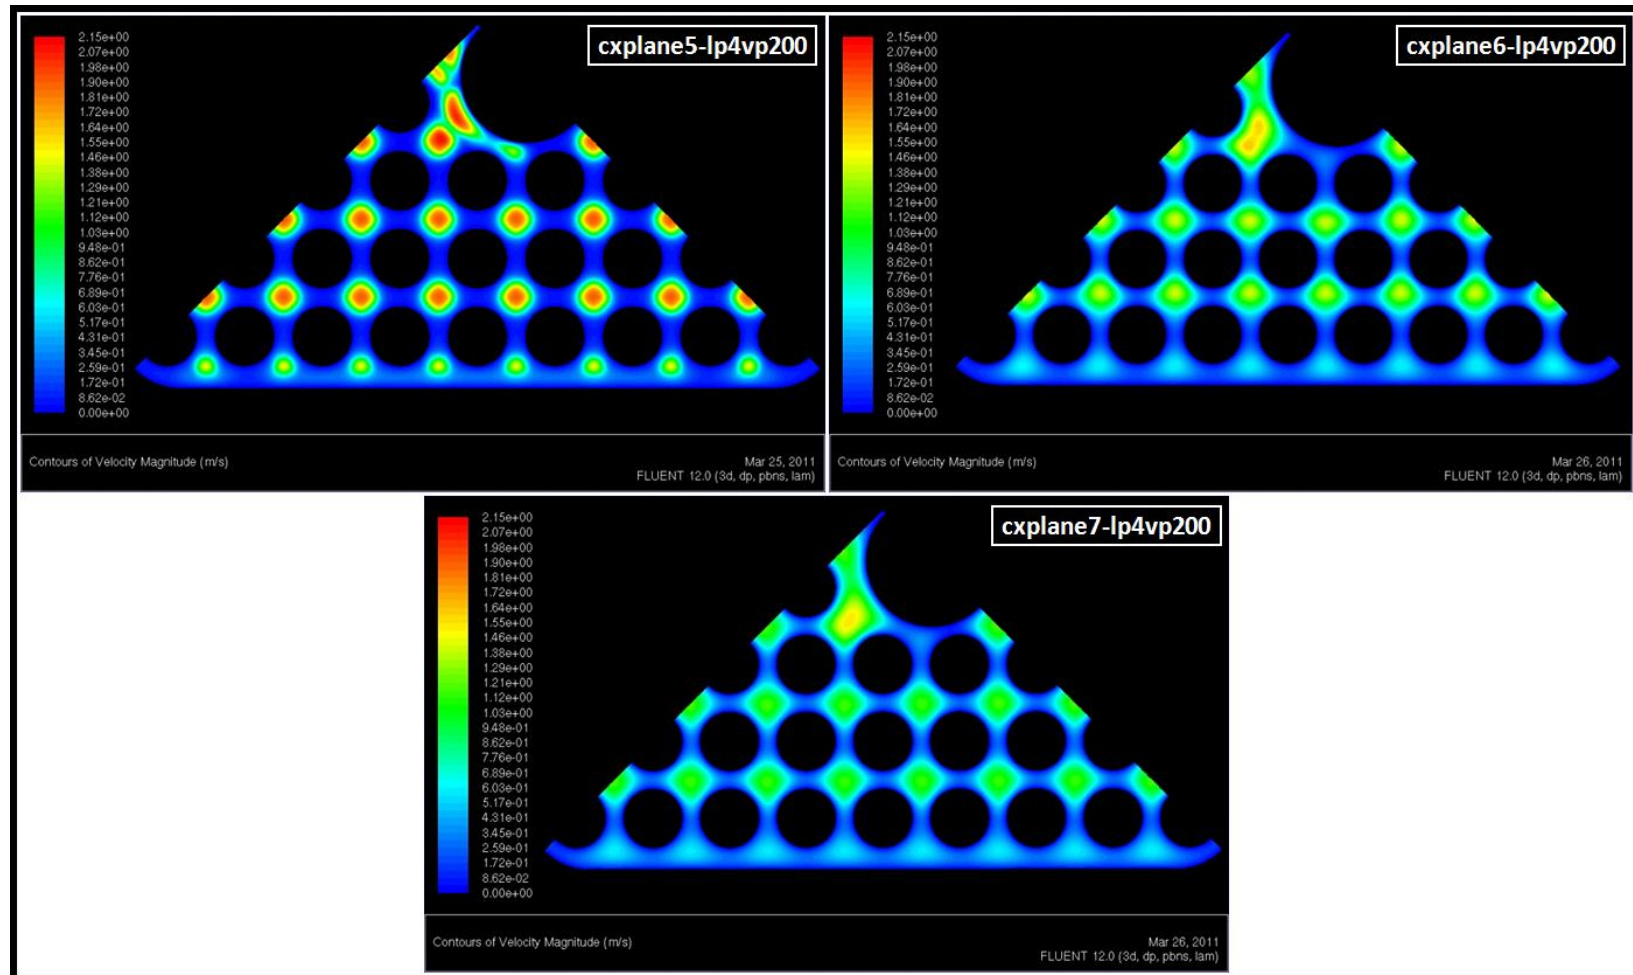 cxplane5-lp4vp200
2.15e+00
2.07e+00
1.98e+00
1.90e+00
1.81e+00
1.72e+00
1.64e+00
1.55e+00
1.46e+00
1.38e+00
1.29e+00
1.21e+00
1.12e+00
1.03e+00
9.48e-01
8.62e-01
7.76e-01
6.89e-01
6.03e-01
5.17e-01
4.31e-01
3.45e-01
2.59e-01
1.72e-01
8.62e-02
0.00e+00
Contours of Velocity Magnitude (m/s)
Mar 25, 2011
FLUENT 12.0 (3d, dp, pbns, lam)
cxplane6-lp4vp200
2.15e+00
2.07e+00
1.98e+00
1.90e+00
1.81e+00
1.72e+00
1.64e+00
1.55e+00
1.46e+00
1.38e+00
1.29e+00
1.21e+00
1.12e+00
1.03e+00
9.48e-01
8.62e-01
7.76e-01
6.89e-01
6.03e-01
5.17e-01
4.31e-01
3.45e-01
2.59e-01
1.72e-01
8.62e-02
0.00e+00
Contours of Velocity Magnitude (m/s)
Mar 26, 2011
FLUENT 12.0 (3d, dp, pbns, lam)
cxplane7-lp4vp200
2.15e+00
2.07e+00
1.98e+00
1.90e+00
1.81e+00
1.72e+00
1.64e+00
1.55e+00
1.46e+00
1.38e+00
1.29e+00
1.21e+00
1.12e+00
1.03e+00
9.48e-01
8.62e-01
7.76e-01
6.89e-01
6.03e-01
5.17e-01
4.31e-01
3.45e-01
2.59e-01
1.72e-01
8.62e-02
0.00e+00
Contours of Velocity Magnitude (m/s)
Mar 26, 2011
FLUENT 12.0 (3d, dp, pbns, lam)